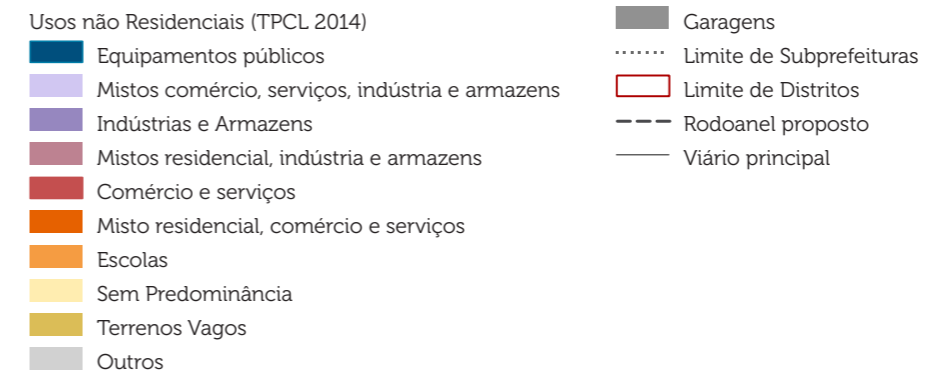 Usos não Residenciais (TPCL 2014)
Equipamentos públicos
Mistos comércio, serviços, indústria e armazens
Indústrias e Armazens
Mistos residencial, indústria e armazens
Comércio e serviços
Misto residencial, comércio e serviços
Escolas
Sem Predominância
Terrenos Vagos
Outros
Garagens
Limite de Subprefeituras
Limite de Distritos
Rodoanel proposto
Viário principal